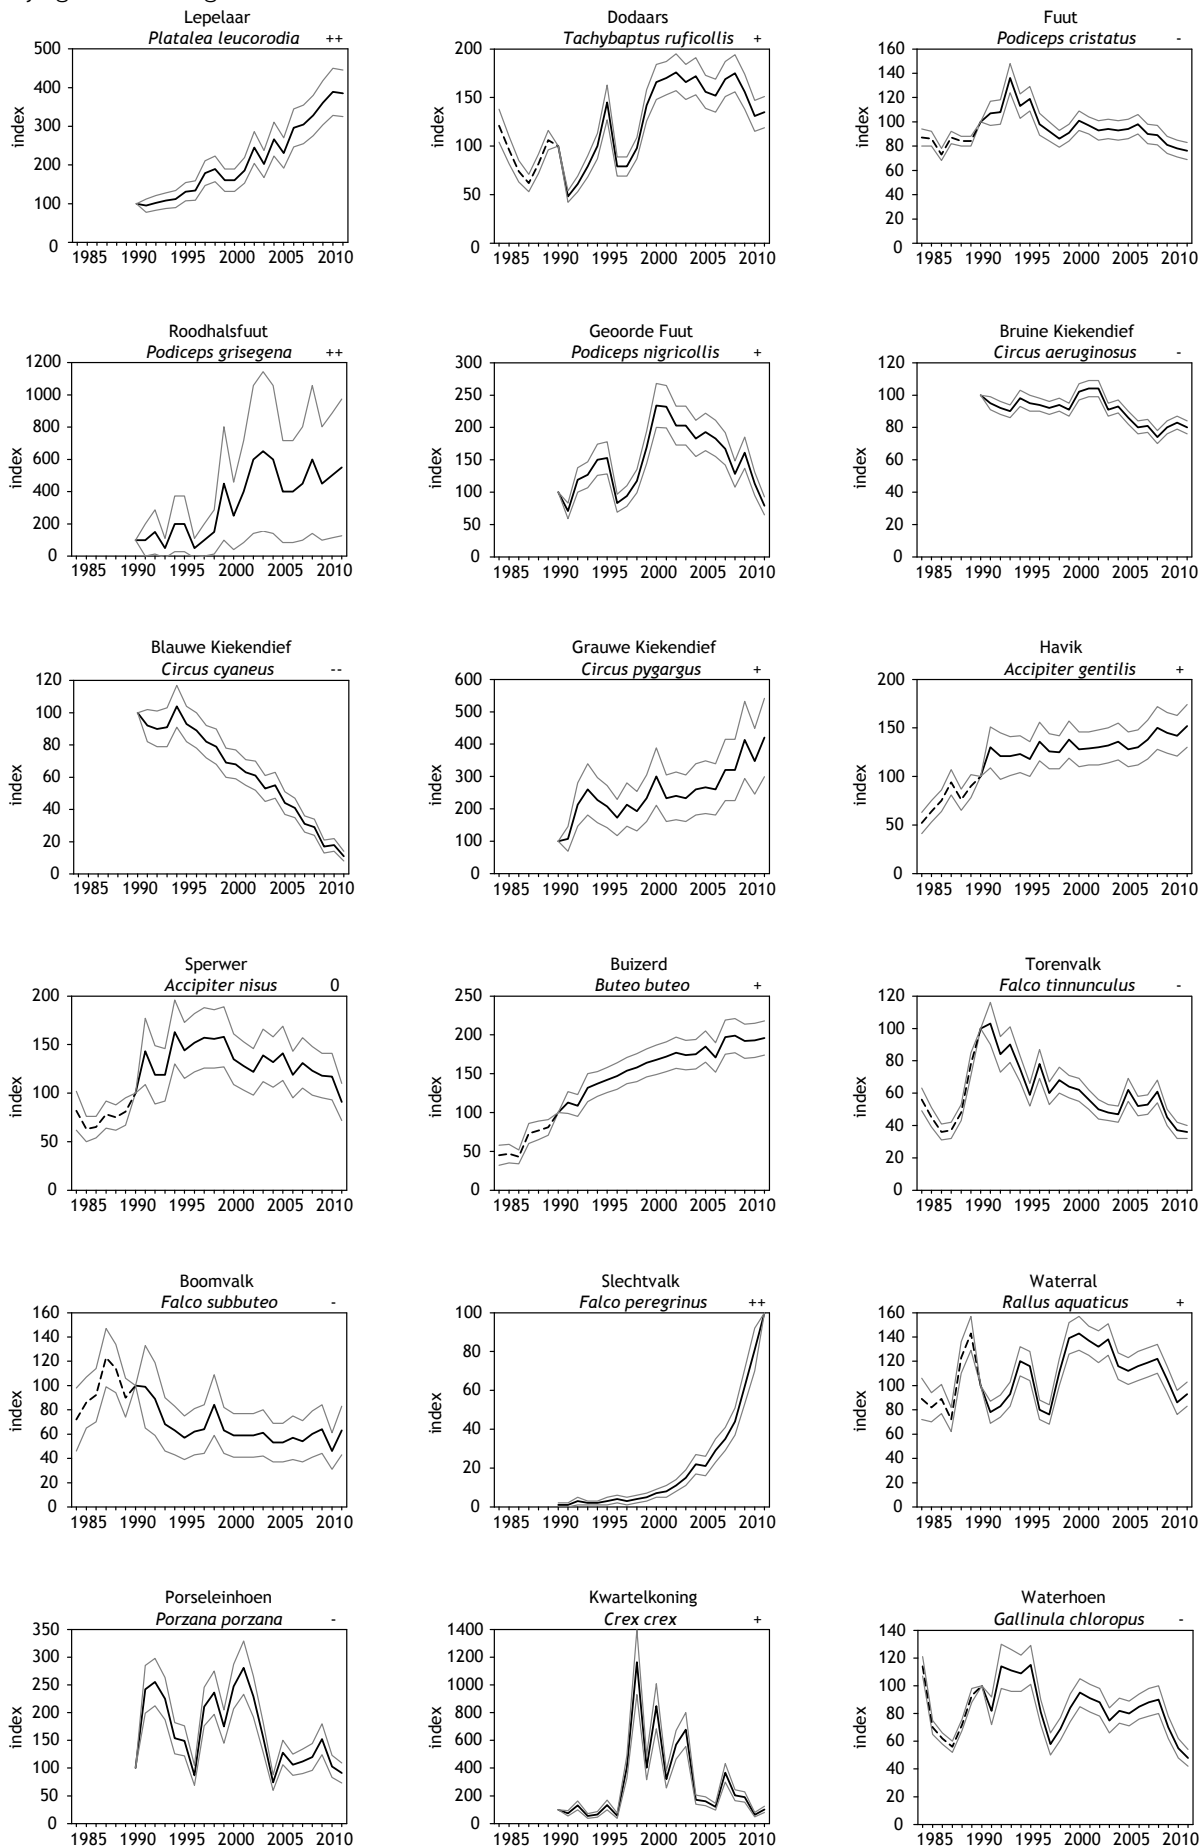 Lepelaar
Platalea leucorodia ++
500
400
300
200
100
0
index
1985 1990 1995 2000 2005 2010
Dodaars
Tachybaptus ruficollis +
200
150
100
50
0
index
1985 1990 1995 2000 2005 2010
Fuut
Podiceps cristatus -
160
140
120
100
80
60
40
20
0
index
1985 1990 1995 2000 2005 2010
Roodhalsfuut
Podiceps grisegena ++
1200
1000
800
600
400
200
0
index
1985 1990 1995 2000 2005 2010
Geoorde Fuut
Podiceps nigricollis +
300
250
200
150
100
50
0
index
1985 1990 1995 2000 2005 2010
Bruine Kiekendief
Circus aeruginosus -
120
100
80
60
40
20
0
index
1985 1990 1995 2000 2005 2010
Blauwe Kiekendief
Circus cyaneus --
120
100
80
60
40
20
0
index
1985 1990 1995 2000 2005 2010
Grauwe Kiekendief
Circus pygargus +
600
500
400
300
200
100
0
index
1985 1990 1995 2000 2005 2010
Havik
Accipiter gentilis +
200
150
100
50
0
index
1985 1990 1995 2000 2005 2010
Sperwer
Accipiter nisus 0
200
150
100
50
0
index
1985 1990 1995 2000 2005 2010
Buizerd
Buteo buteo +
250
200
150
100
50
0
index
1985 1990 1995 2000 2005 2010
Torenvalk
Falco tinnunculus -
120
100
80
60
40
20
0
index
1985 1990 1995 2000 2005 2010
Boomvalk
Falco subbuteo -
160
140
120
100
80
60
40
20
0
index
1985 1990 1995 2000 2005 2010
Slechtvalk
Falco peregrinus ++
100
80
60
40
20
0
index
1985 1990 1995 2000 2005 2010
Waterral
Rallus aquaticus +
160
140
120
100
80
60
40
20
0
index
1985 1990 1995 2000 2005 2010
Porseleinhoen
Porzana porzana -
350
300
250
200
150
100
50
0
index
1985 1990 1995 2000 2005 2010
Kwartelkoning
Crex crex +
1400
1200
1000
800
600
400
200
0
index
1985 1990 1995 2000 2005 2010
Waterhoen
Gallinula chloropus -
140
120
100
80
60
40
20
0
index
1985 1990 1995 2000 2005 2010